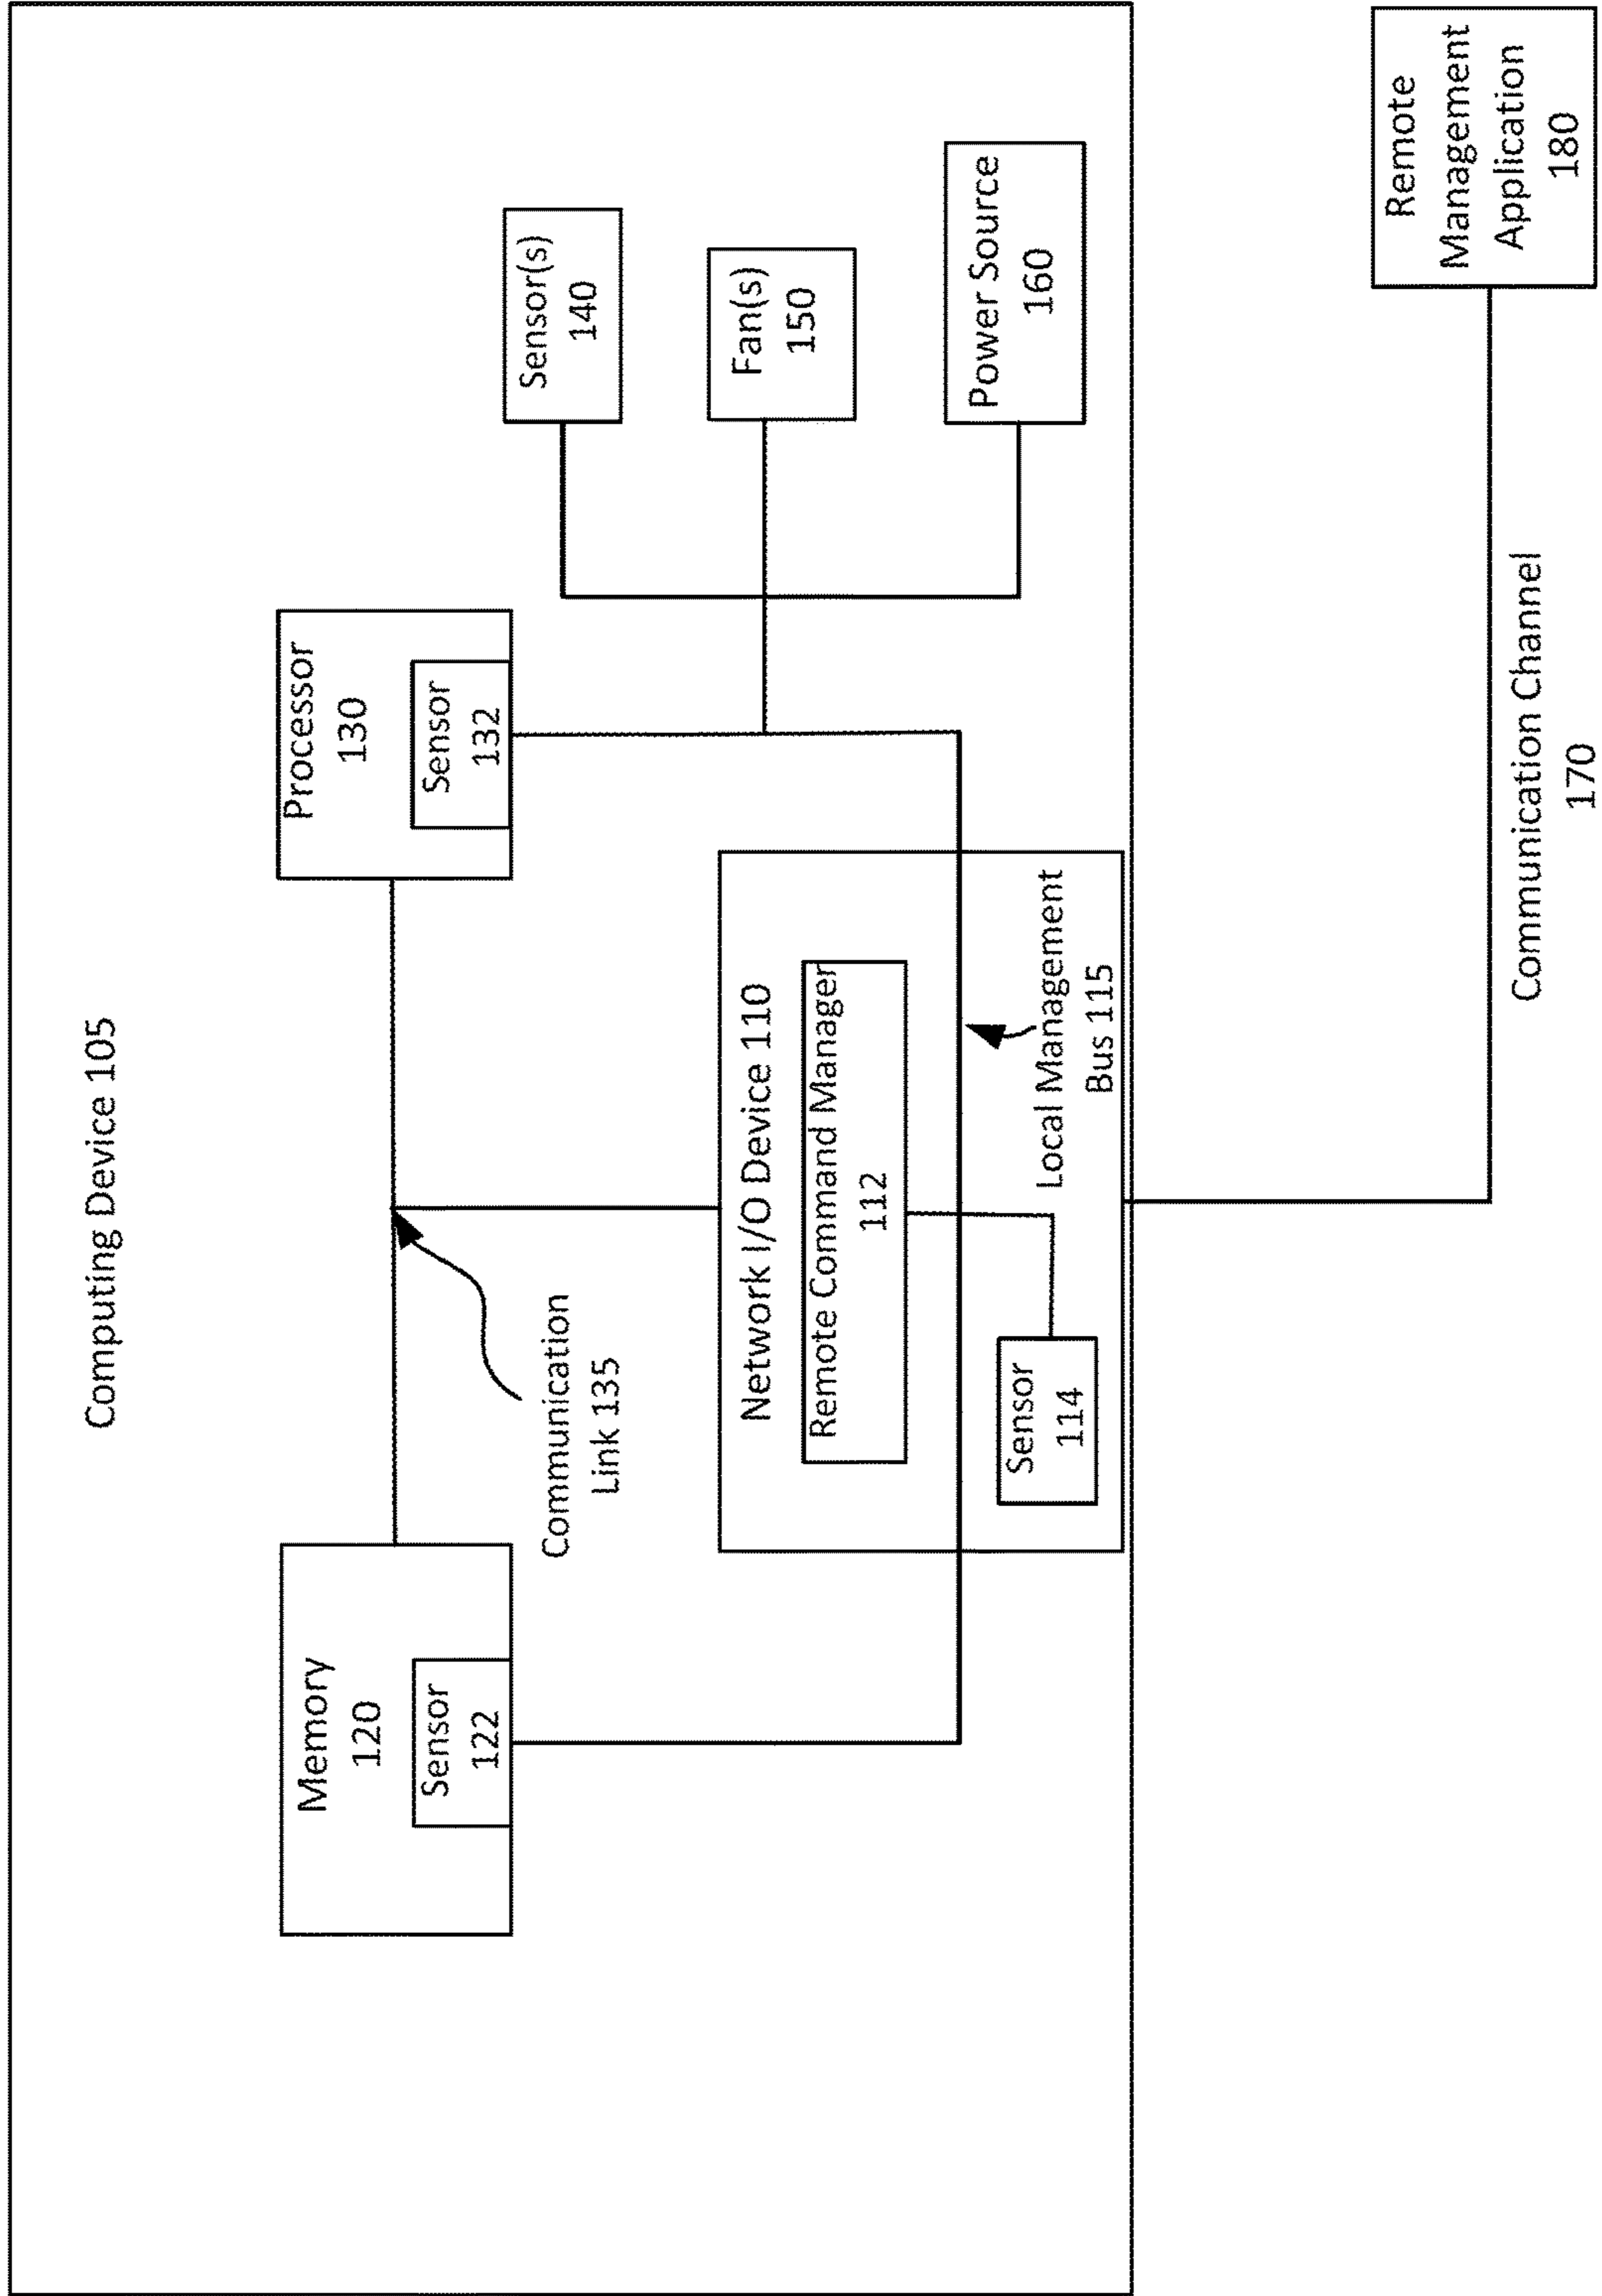 Computing Device 105
Memory
120
Sensor
122
Processor
130
Sensor
132
Communication
Link 135
Sensor(s)
140
Fan(s)
150
Power Source
160
Network I/O Device 110
Remote Command Manager
112
Sensor
114
Local Management
Bus 115
Communication Channel
170
Remote
Management
Application
180